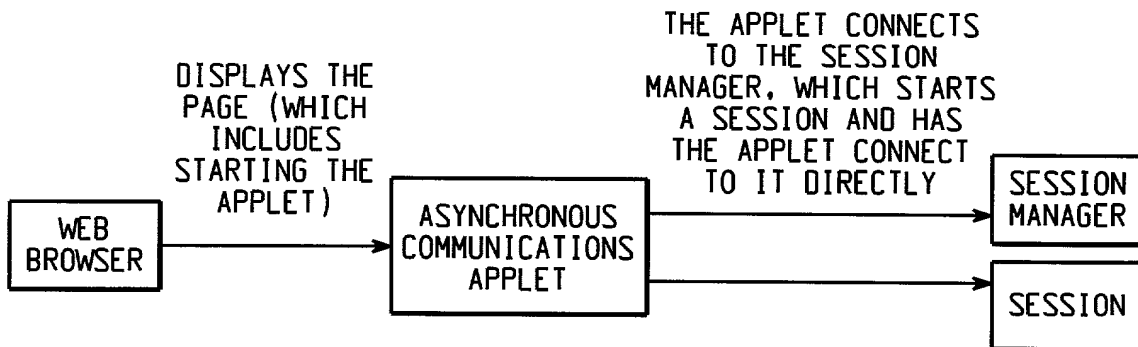 DISPLAYS THE
PAGE (WHICH
INCLUDES
STARTING THE
APPLET)
THE APPLET CONNECTS
TO THE SESSION
MANAGER, WHICH STARTS
A SESSION AND HAS
THE APPLET CONNECT
TO IT DIRECTLY
WEB
BROWSER
ASYNCHRONOUS
COMMUNICATIONS
APPLET
SESSION
MANAGER
SESSION